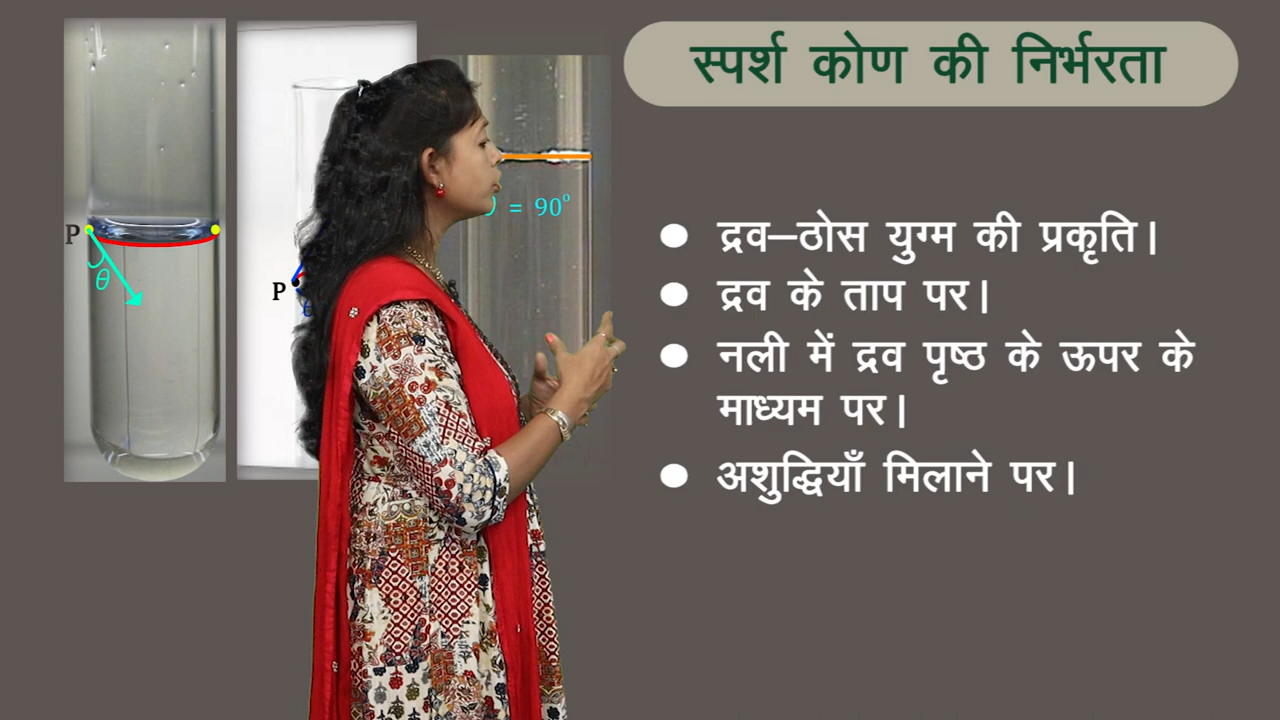 स्पर्श कोण की निर्भरता
P
θ
P
= 90°
● द्रव–ठोस युग्म की प्रकृति।
● द्रव के ताप पर।
● नली में द्रव पृष्ठ के ऊपर के
माध्यम पर।
● अशुद्धियाँ मिलाने पर।